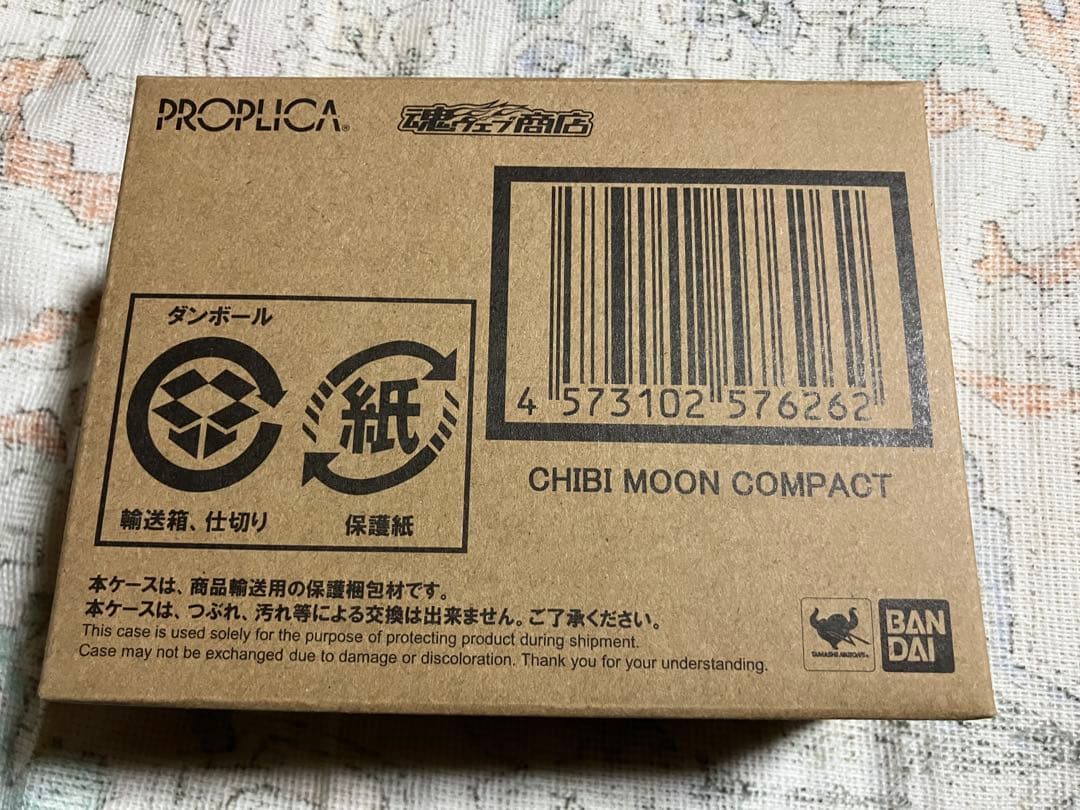 PROPLICA®
魂ウェブ商店
4 573102 576262
CHIBI MOON COMPACT
ダンボール
紙
輸送箱、仕切り
保護紙
本ケースは、商品輸送用の保護梱包材です。
本ケースは、つぶれ、汚れ等による交換は出来ません。ご了承ください。
This case is used solely for the purpose of protecting product during shipment.
Case may not be exchanged due to damage or discoloration. Thank you for your understanding.
TAMASHII NATIONS®
BAN
DAI